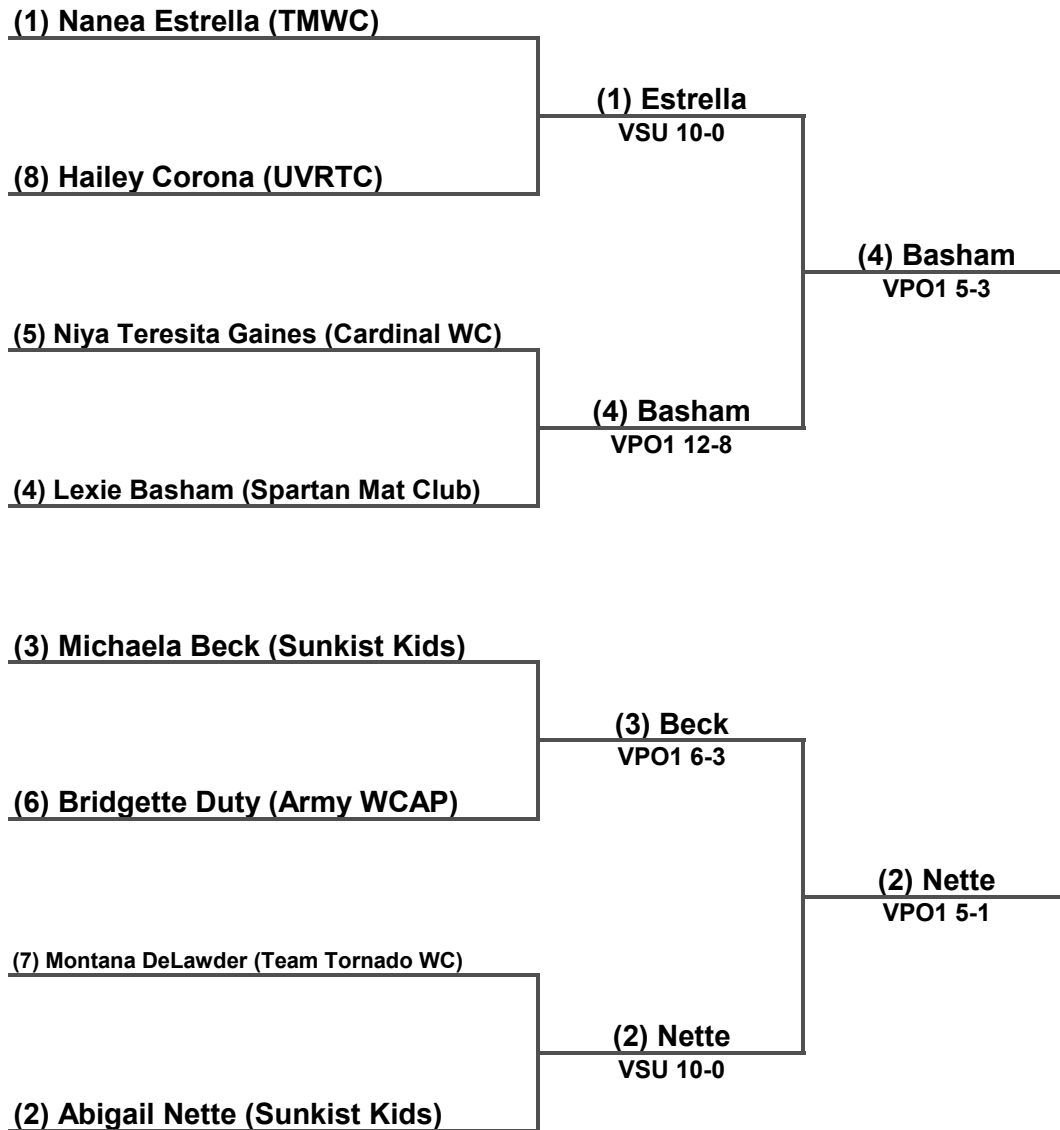 (1) Nanea Estrella (TMWC)
(1) Estrella
VSU 10-0
(8) Hailey Corona (UVRTC)
(4) Basham
VPO1 5-3
(5) Niya Teresita Gaines (Cardinal WC)
(4) Basham
VPO1 12-8
(4) Lexie Basham (Spartan Mat Club)
(3) Michaela Beck (Sunkist Kids)
(3) Beck
VPO1 6-3
(6) Bridgette Duty (Army WCAP)
(2) Nette
VPO1 5-1
(7) Montana DeLawder (Team Tornado WC)
(2) Nette
VSU 10-0
(2) Abigail Nette (Sunkist Kids)